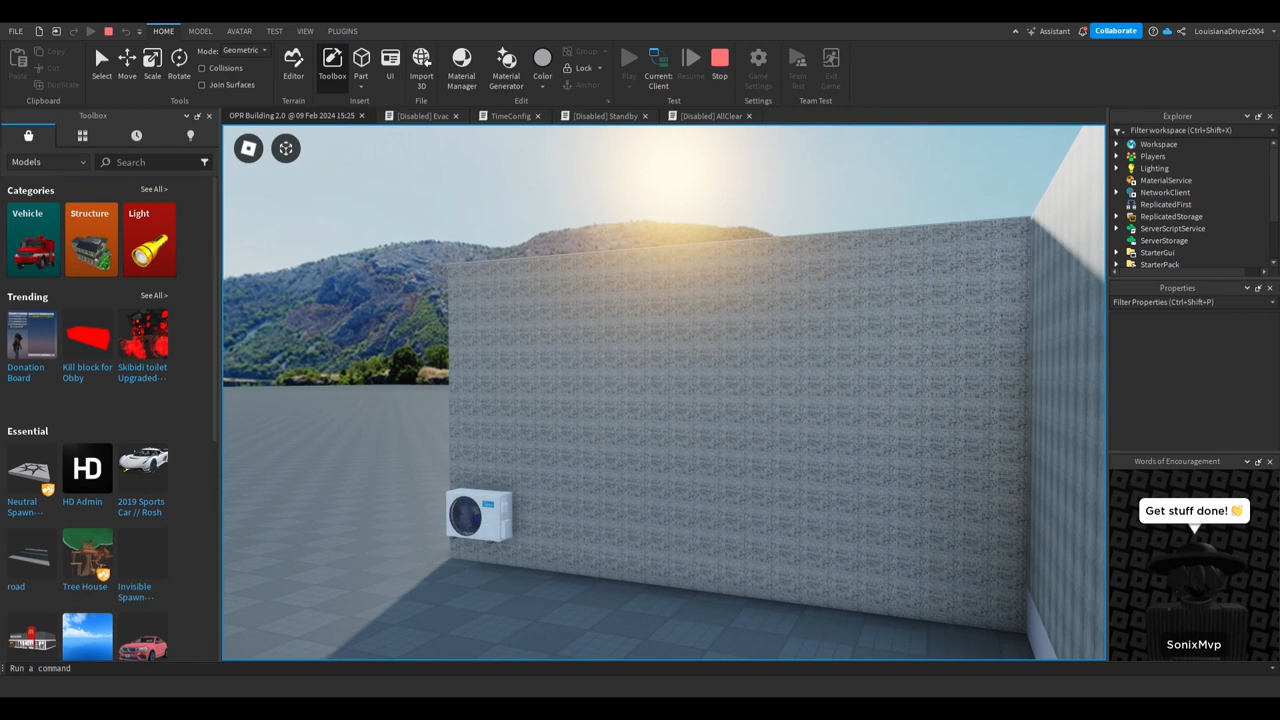 FILE
HOME
MODEL
AVATAR
TEST
VIEW
PLUGINS
Assistant
Collaborate
LouisianaDriver2004
Paste
Copy
Cut
Duplicate
Clipboard
Select
Move
Scale
Rotate
Mode: Geometric
Collisions
Join Surfaces
Tools
Editor
Terrain
Toolbox
Part
UI
Insert
Import
3D
File
Material
Manager
Material
Generator
Color
Group
Lock
Anchor
Edit
Play
Current:
Client
Resume
Stop
Test
Game
Settings
Settings
Team
Test
Exit
Game
Team Test
Toolbox
OPR Building 2.0 @ 09 Feb 2024 15:25
[Disabled] Evac
TimeConfig
[Disabled] Standby
[Disabled] AllClear
Models
Search
Categories
See All >
Vehicle
Structure
Light
Trending
See All >
Donation
Board
Kill block for
Obby
Skibidi toilet
Upgraded···
Essential
See All >
HD
Neutral
Spawn···
HD Admin
2019 Sports
Car // Rosh
road
Tree House
Invisible
Spawn···
Explorer
Filter workspace (Ctrl+Shift+X)
Workspace
Players
Lighting
MaterialService
NetworkClient
ReplicatedFirst
ReplicatedStorage
ServerScriptService
ServerStorage
StarterGui
StarterPack
Properties
Filter Properties (Ctrl+Shift+P)
Words of Encouragement
Get stuff done! 👏
SonixMvp
Run a command